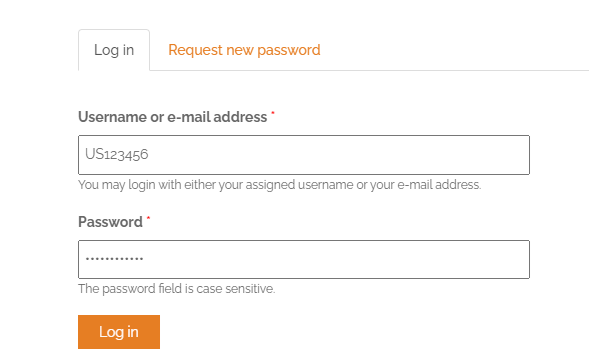 Log in
Request new password
Username or e-mail address *
US123456
You may login with either your assigned username or your e-mail address.
Password *
••••••••••••
The password field is case sensitive.
Log in